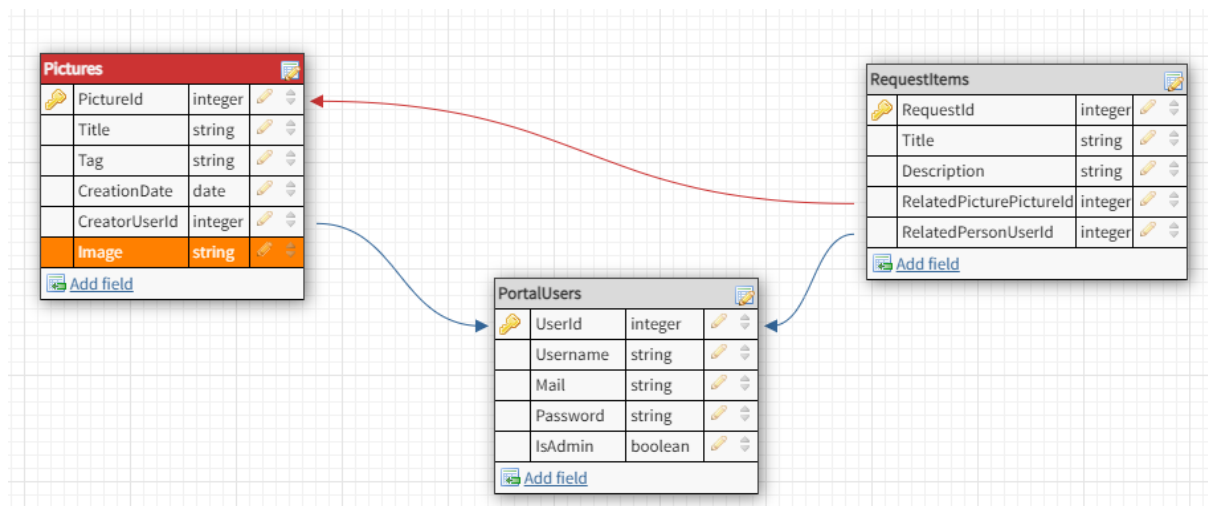 Pictures
PictureId integer
Title string
Tag string
CreationDate date
CreatorUserId integer
Image string
Add field
RequestItems
RequestId integer
Title string
Description string
RelatedPicturePictureId integer
RelatedPersonUserId integer
Add field
PortalUsers
UserId integer
Username string
Mail string
Password string
IsAdmin boolean
Add field